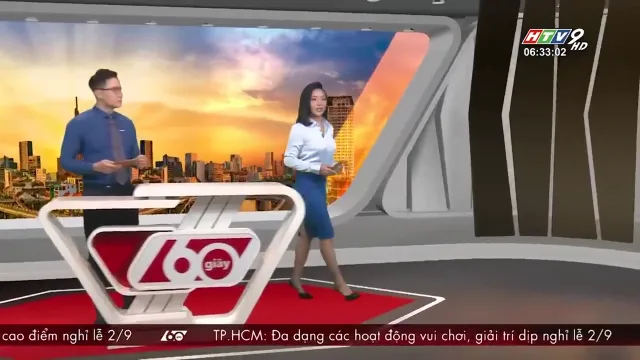 HTV9 HD
06:33:02
60 giây
cao điểm nghỉ lễ 2/9 60 TP.HCM: Đa dạng các hoạt động vui chơi, giải trí dịp nghỉ lễ 2/9